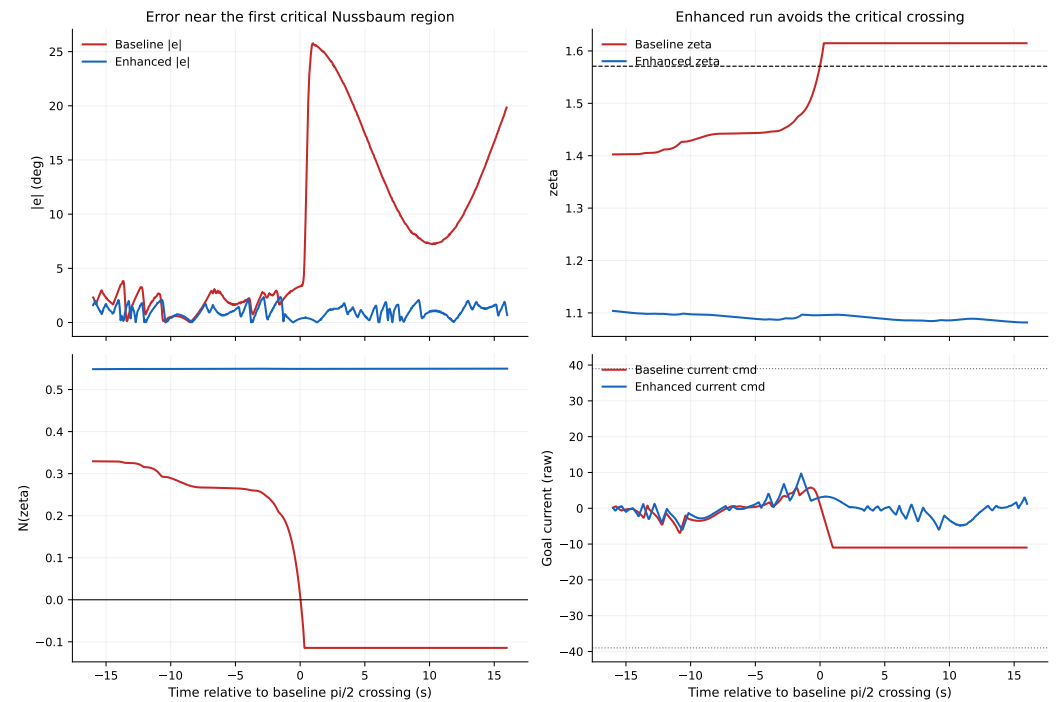 Error near the first critical Nussbaum region
Baseline |e|
Enhanced |e|
25
20
15
10
5
0
|e| (deg)
Enhanced run avoids the critical crossing
Baseline zeta
Enhanced zeta
1.6
1.5
1.4
1.3
1.2
1.1
zeta
0.5
0.4
0.3
0.2
0.1
0.0
−0.1
N(zeta)
−15 −10 −5 0 5 10 15
Time relative to baseline pi/2 crossing (s)
Baseline current cmd
Enhanced current cmd
40
30
20
10
0
−10
−20
−30
−40
Goal current (raw)
−15 −10 −5 0 5 10 15
Time relative to baseline pi/2 crossing (s)